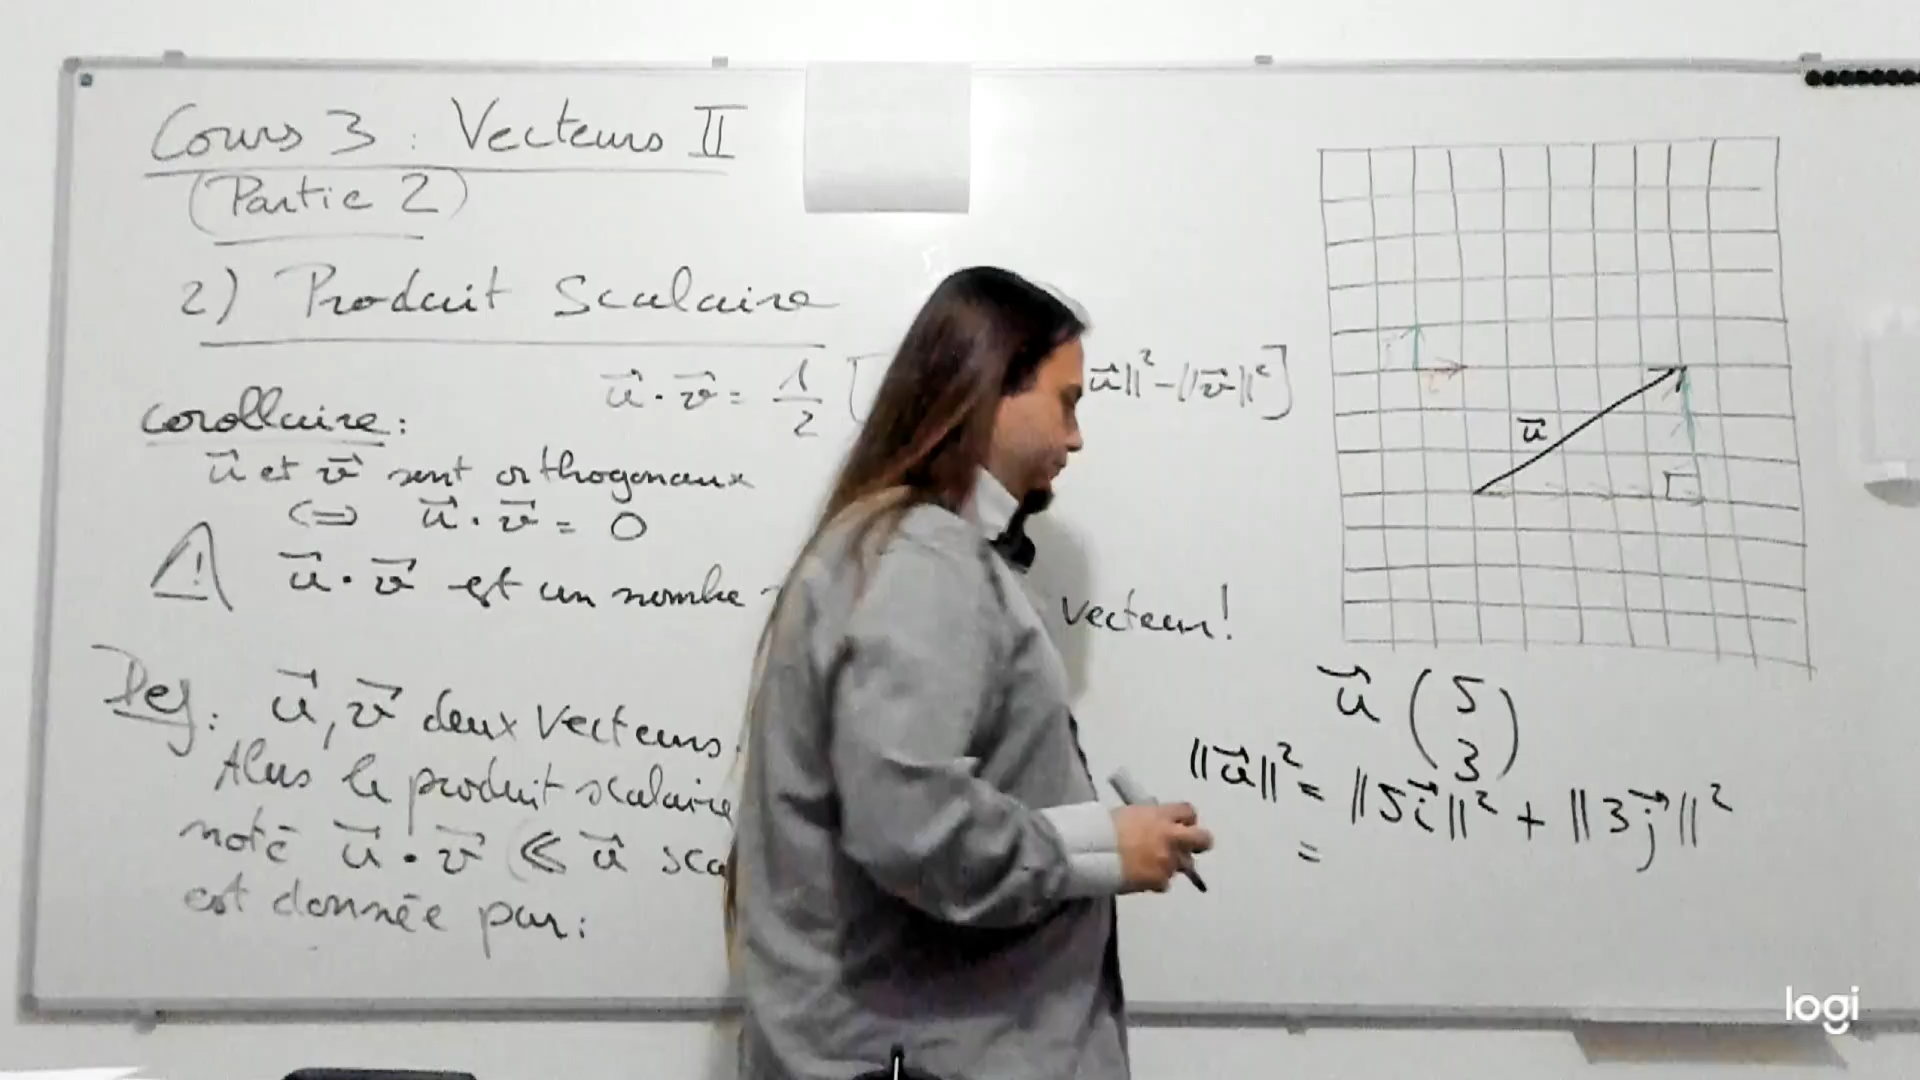 Cours 3 : Vecteurs II
(Partie 2)
2) Produit Scalaire
u⃗ · v⃗ = 1/2 [ u⃗||² - ||v⃗||²]
corollaire :
u⃗ et v⃗ sont orthogonaux
⟺ u⃗ · v⃗ = 0
⚠ u⃗ · v⃗ est un nombre vecteur!
Def : u⃗, v⃗ deux vecteurs.
Alors le produit scalaire
noté u⃗ · v⃗ « u⃗ sca
est donnée par :
u⃗
u⃗ (5 3)
||u⃗||² = ||5i⃗||² + ||3j⃗||²
=
logi